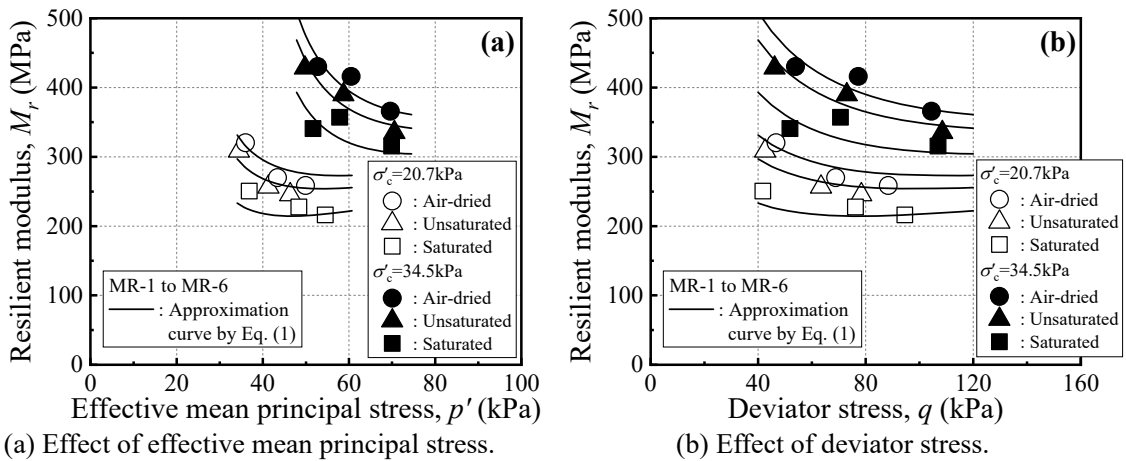 500
400
300
200
100
0
Resilient modulus, Mr (MPa)
(a)
σ′c=20.7kPa
: Air-dried
: Unsaturated
: Saturated
σ′c=34.5kPa
: Air-dried
: Unsaturated
: Saturated
MR-1 to MR-6
: Approximation
curve by Eq. (1)
0 20 40 60 80 100
Effective mean principal stress, p′ (kPa)
(a) Effect of effective mean principal stress.
500
400
300
200
100
0
Resilient modulus, Mr (MPa)
(b)
σ′c=20.7kPa
: Air-dried
: Unsaturated
: Saturated
σ′c=34.5kPa
: Air-dried
: Unsaturated
: Saturated
MR-1 to MR-6
: Approximation
curve by Eq. (1)
0 40 80 120 160
Deviator stress, q (kPa)
(b) Effect of deviator stress.